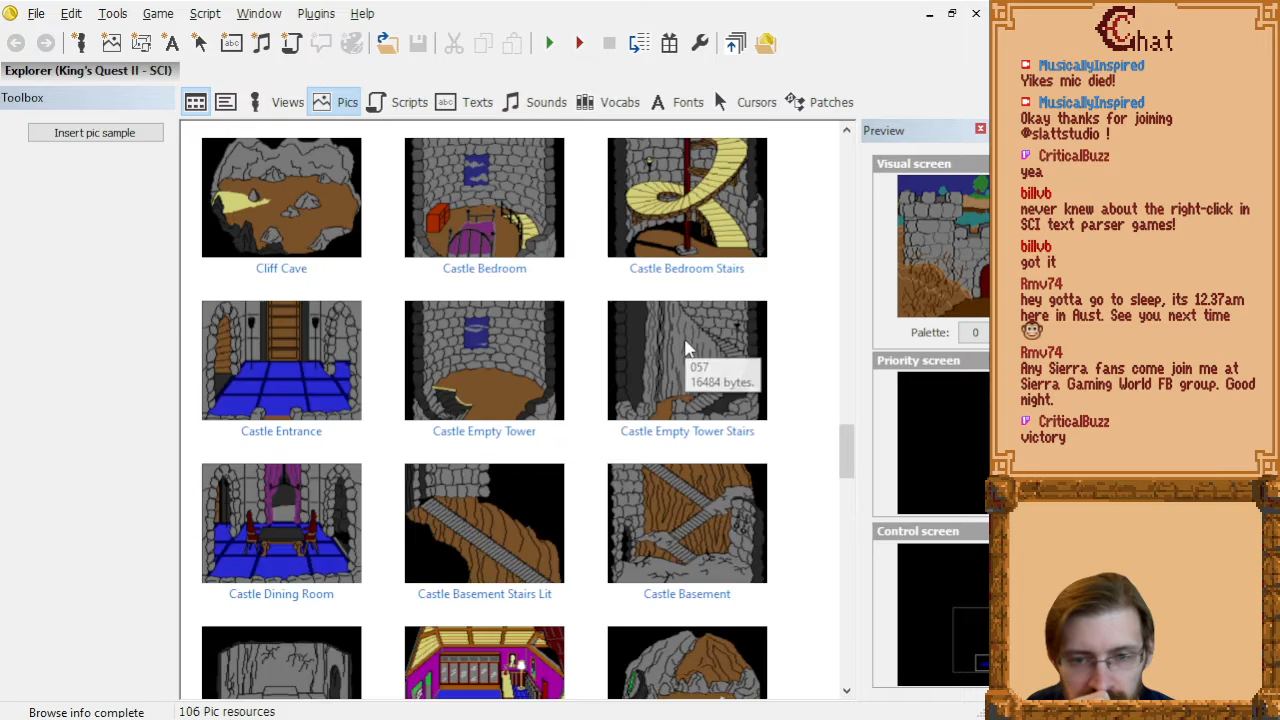 File Edit Tools Game Script Window Plugins Help
Explorer (King's Quest II - SCI)
Toolbox
Insert pic sample
Views Pics Scripts Texts Sounds Vocabs Fonts Cursors Patches
Cliff Cave
Castle Bedroom
Castle Bedroom Stairs
Castle Entrance
Castle Empty Tower
Castle Empty Tower Stairs
057
16484 bytes.
Castle Dining Room
Castle Basement Stairs Lit
Castle Basement
Preview
Visual screen
Palette: 0
Priority screen
Control screen
Browse info complete
106 Pic resources
Chat
MusicallyInspired
Yikes mic died!
MusicallyInspired
Okay thanks for joining
@slattstudio !
CriticalBuzz
yea
billvb
never knew about the right-click in
SCI text parser games!
billvb
got it
Rmv74
hey gotta go to sleep, its 12.37am
here in Aust. See you next time
Rmv74
Any Sierra fans come join me at
Sierra Gaming World FB group. Good
night.
CriticalBuzz
victory